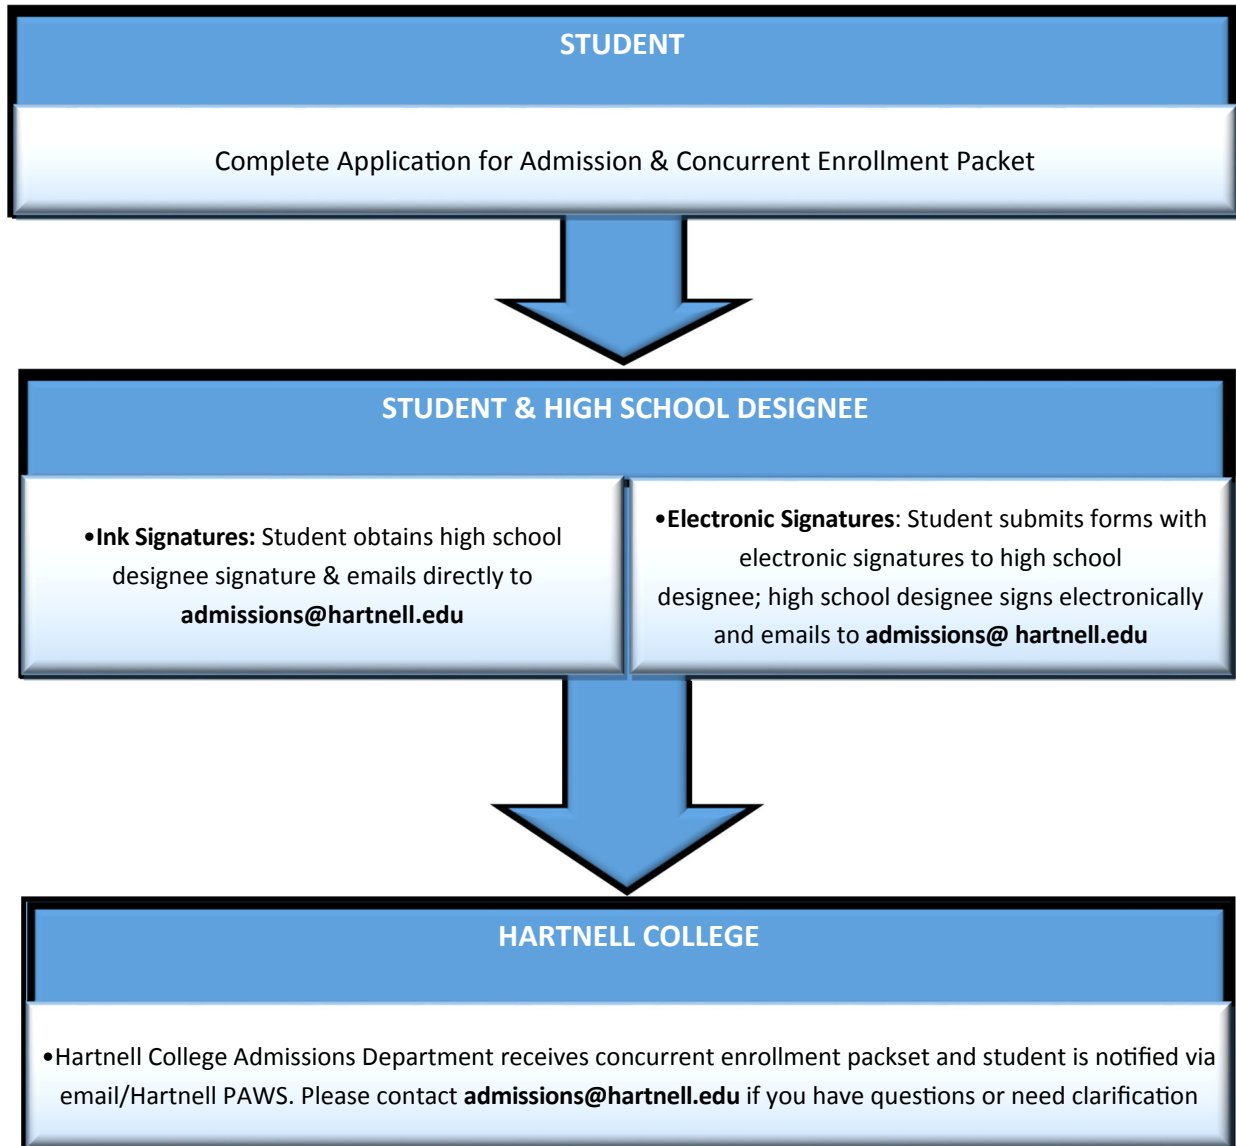 STUDENT
Complete Application for Admission & Concurrent Enrollment Packet
STUDENT & HIGH SCHOOL DESIGNEE
•Ink Signatures: Student obtains high school
designee signature & emails directly to
admissions@hartnell.edu
•Electronic Signatures: Student submits forms with
electronic signatures to high school
designee; high school designee signs electronically
and emails to admissions@ hartnell.edu
HARTNELL COLLEGE
•Hartnell College Admissions Department receives concurrent enrollment packset and student is notified via
email/Hartnell PAWS. Please contact admissions@hartnell.edu if you have questions or need clarification